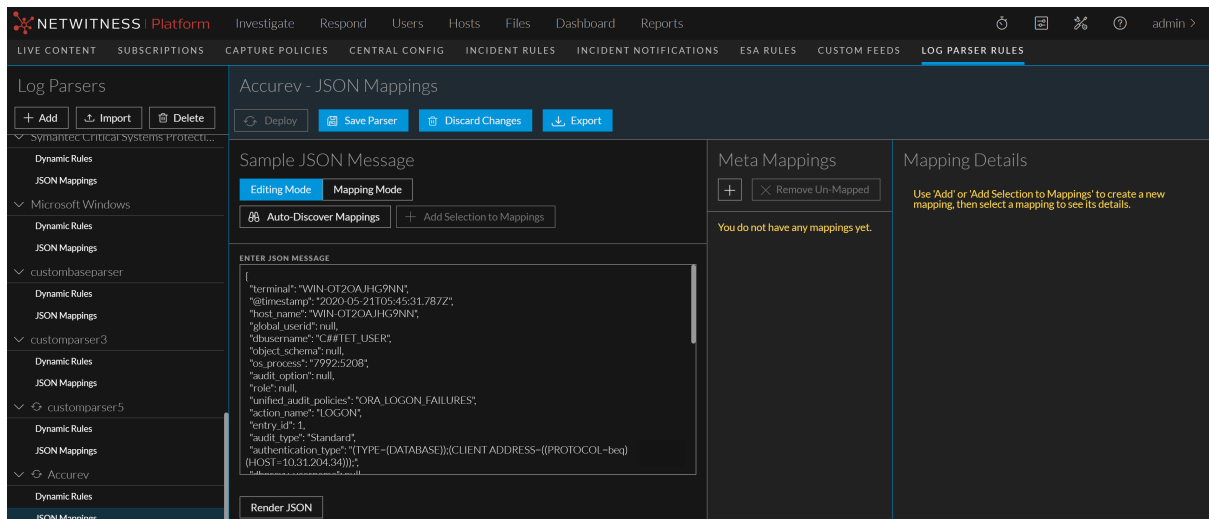 NETWITNESS | Platform
Investigate Respond Users Hosts Files Dashboard Reports
admin >
LIVE CONTENT SUBSCRIPTIONS CAPTURE POLICIES CENTRAL CONFIG INCIDENT RULES INCIDENT NOTIFICATIONS ESA RULES CUSTOM FEEDS LOG PARSER RULES
Log Parsers
+ Add Import Delete
Symantec Critical Systems Protecti...
Dynamic Rules
JSON Mappings
Microsoft Windows
Dynamic Rules
JSON Mappings
custombaseparser
Dynamic Rules
JSON Mappings
customparser3
Dynamic Rules
JSON Mappings
customparser5
Dynamic Rules
JSON Mappings
Accurev
Dynamic Rules
JSON Mappings
Accurev - JSON Mappings
Deploy Save Parser Discard Changes Export
Sample JSON Message
Editing Mode Mapping Mode
Auto-Discover Mappings + Add Selection to Mappings
ENTER JSON MESSAGE
{
"terminal": "WIN-OT2OAJHG9NN",
"@timestamp": "2020-05-21T05:45:31.787Z",
"host_name": "WIN-OT2OAJHG9NN",
"global_userid": null,
"dbusername": "C##TET_USER",
"object_schema": null,
"os_process": "7992:5208",
"audit_option": null,
"role": null,
"unified_audit_policies": "ORA_LOGON_FAILURES",
"action_name": "LOGON",
"entry_id": 1,
"audit_type": "Standard",
"authentication_type": "(TYPE=(DATABASE));(CLIENT ADDRESS=((PROTOCOL=beq)
(HOST=10.31.204.34)));",
"dbproxy_username": null,
Render JSON
Meta Mappings
+ Remove Un-Mapped
You do not have any mappings yet.
Mapping Details
Use 'Add' or 'Add Selection to Mappings' to create a new
mapping, then select a mapping to see its details.